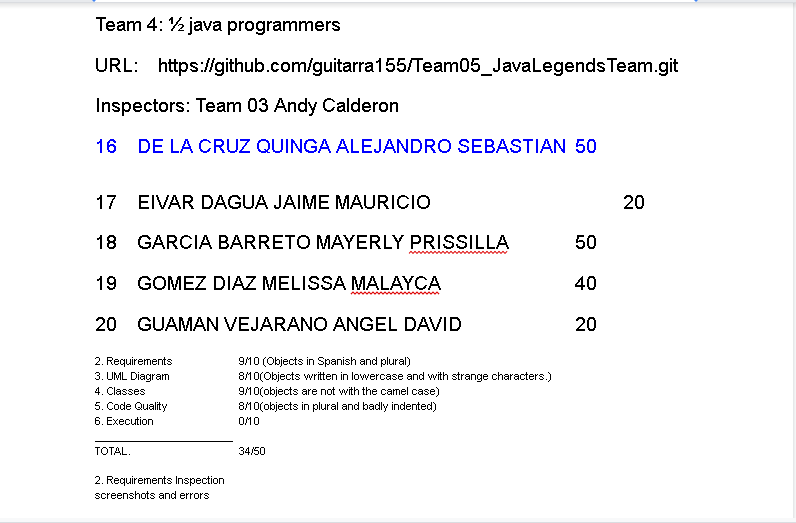 Team 4: ½ java programmers
URL: https://github.com/guitarra155/Team05_JavaLegendsTeam.git
Inspectors: Team 03 Andy Calderon
16 DE LA CRUZ QUINGA ALEJANDRO SEBASTIAN 50
17 EIVAR DAGUA JAIME MAURICIO 20
18 GARCIA BARRETO MAYERLY PRISSILLA 50
19 GOMEZ DIAZ MELISSA MALAYCA 40
20 GUAMAN VEJARANO ANGEL DAVID 20
2. Requirements 9/10 (Objects in Spanish and plural)
3. UML Diagram 8/10(Objects written in lowercase and with strange characters.)
4. Classes 9/10(objects are not with the camel case)
5. Code Quality 8/10(objects in plural and badly indented)
6. Execution 0/10
TOTAL. 34/50
2. Requirements Inspection
screenshots and errors